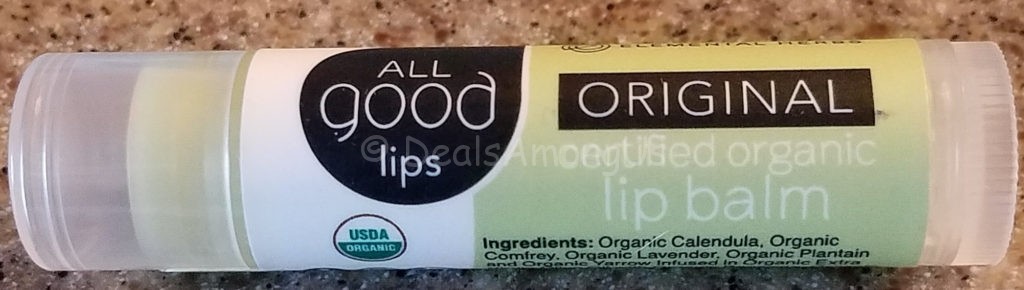 ELEMENTAL HERBS
ALL
good
lips
ORIGINAL
certified organic
lip balm
© DealsAmongUs
USDA
ORGANIC
Ingredients: Organic Calendula, Organic
Comfrey, Organic Lavender, Organic Plantain
and Organic Yarrow Infused in Organic Extra